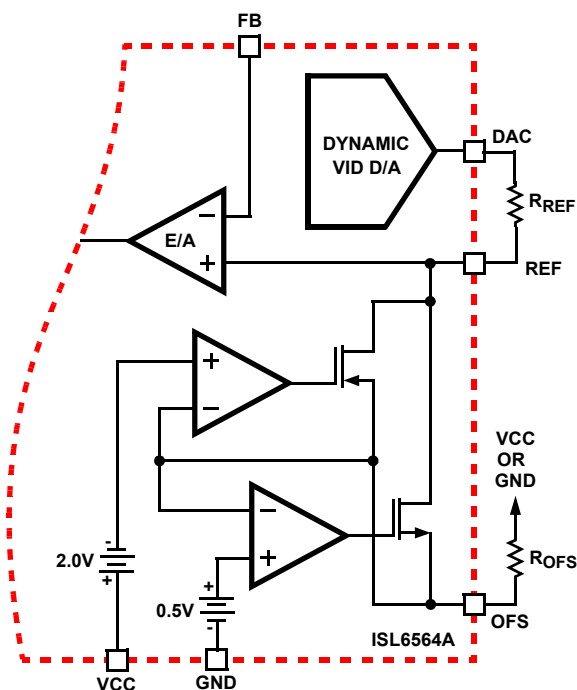 FB
DYNAMIC
VID D/A
DAC
RREF
E/A
−
+
REF
+
−
VCC
OR
GND
−
+
ROFS
-
2.0V
+
+
0.5V
-
OFS
ISL6564A
VCC
GND